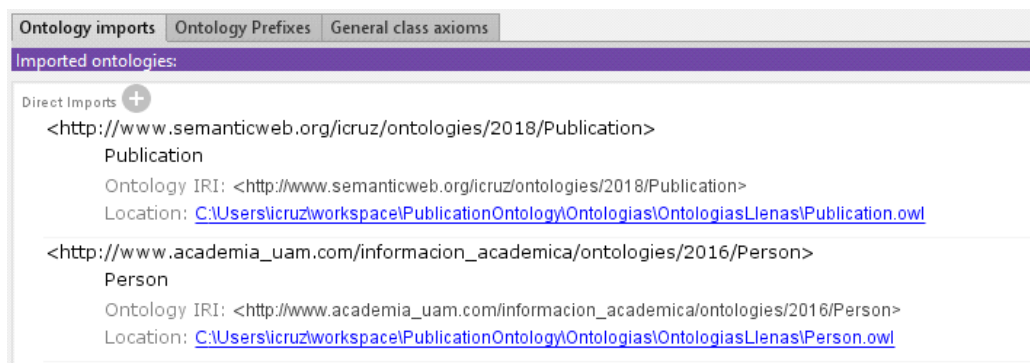 Ontology imports Ontology Prefixes General class axioms
Imported ontologies:
Direct Imports
<http://www.semanticweb.org/icruz/ontologies/2018/Publication>
Publication
Ontology IRI: <http://www.semanticweb.org/icruz/ontologies/2018/Publication>
Location: C:\Users\icruz\workspace\PublicationOntology\Ontologias\OntologiasLlenas\Publication.owl
<http://www.academia_uam.com/informacion_academica/ontologies/2016/Person>
Person
Ontology IRI: <http://www.academia_uam.com/informacion_academica/ontologies/2016/Person>
Location: C:\Users\icruz\workspace\PublicationOntology\Ontologias\OntologiasLlenas\Person.owl